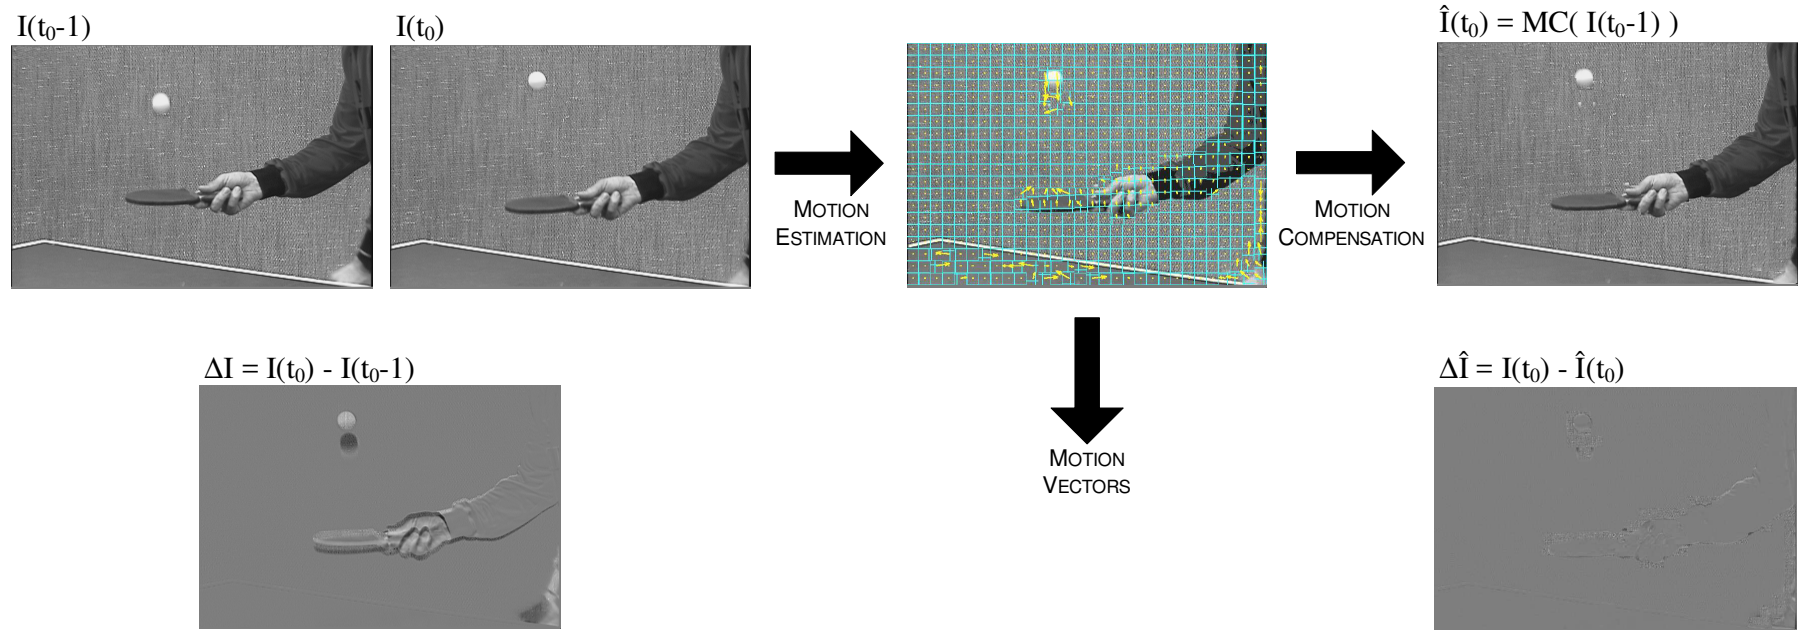 I(t₀-1)
I(t₀)
Î(t₀) = MC( I(t₀-1) )
MOTION
ESTIMATION
MOTION
COMPENSATION
ΔI = I(t₀) - I(t₀-1)
ΔÎ = I(t₀) - Î(t₀)
MOTION
VECTORS